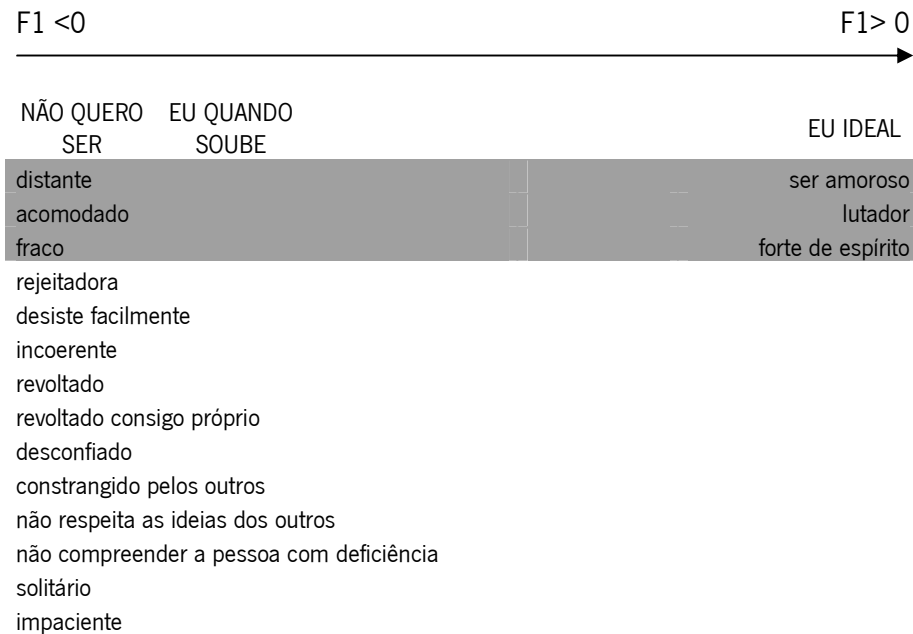 F1 <0 F1> 0
NÃO QUERO EU QUANDO
SER SOUBE EU IDEAL
distante ser amoroso
acomodado lutador
fraco forte de espírito
rejeitadora
desiste facilmente
incoerente
revoltado
revoltado consigo próprio
desconfiado
constrangido pelos outros
não respeita as ideias dos outros
não compreender a pessoa com deficiência
solitário
impaciente